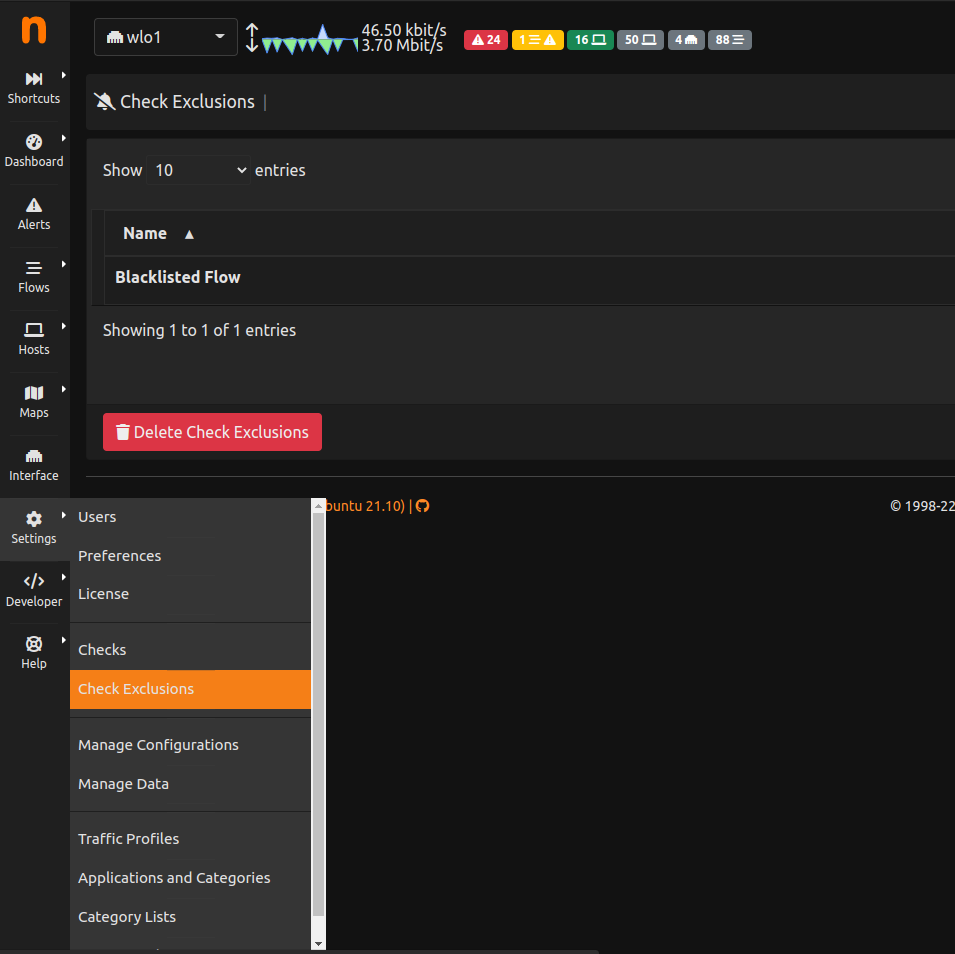 n
wlo1
46.50 kbit/s
3.70 Mbit/s
24
1
16
50
4
88
Shortcuts
Dashboard
Alerts
Flows
Hosts
Maps
Interface
Settings
Developer
Help
Check Exclusions |
Show 10 entries
Name
Blacklisted Flow
Showing 1 to 1 of 1 entries
Delete Check Exclusions
buntu 21.10) |
© 1998-22
Users
Preferences
License
Checks
Check Exclusions
Manage Configurations
Manage Data
Traffic Profiles
Applications and Categories
Category Lists